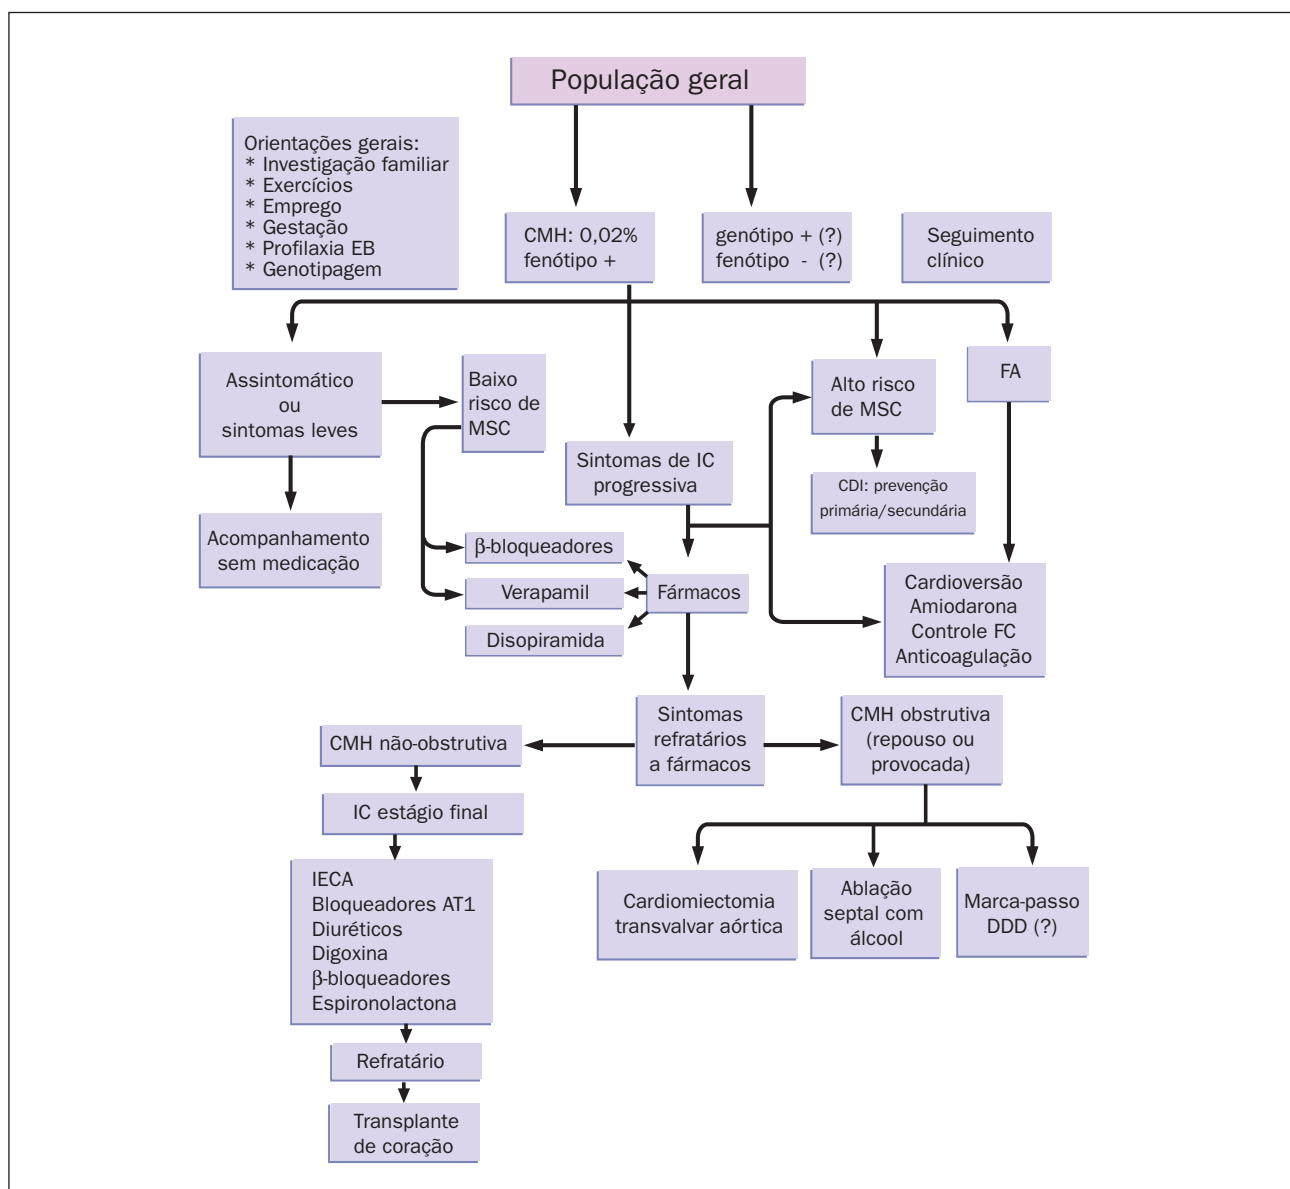 População geral
Orientações gerais:
* Investigação familiar
* Exercícios
* Emprego
* Gestação
* Profilaxia EB
* Genotipagem
CMH: 0,02%
fenótipo +
genótipo + (?)
fenótipo - (?)
Seguimento
clínico
Assintomático
ou
sintomas leves
Baixo
risco de
MSC
Sintomas de IC
progressiva
Alto risco
de MSC
FA
CDI: prevenção
primária/secundária
Acompanhamento
sem medicação
β-bloqueadores
Verapamil
Disopiramida
Fármacos
Cardioversão
Amiodarona
Controle FC
Anticoagulação
Sintomas
refratários
a fármacos
CMH não-obstrutiva
CMH obstrutiva
(repouso ou
provocada)
IC estágio final
IECA
Bloqueadores AT1
Diuréticos
Digoxina
β-bloqueadores
Espironolactona
Cardiomiectomia
transvalvar aórtica
Ablação
septal com
álcool
Marca-passo
DDD (?)
Refratário
Transplante
de coração